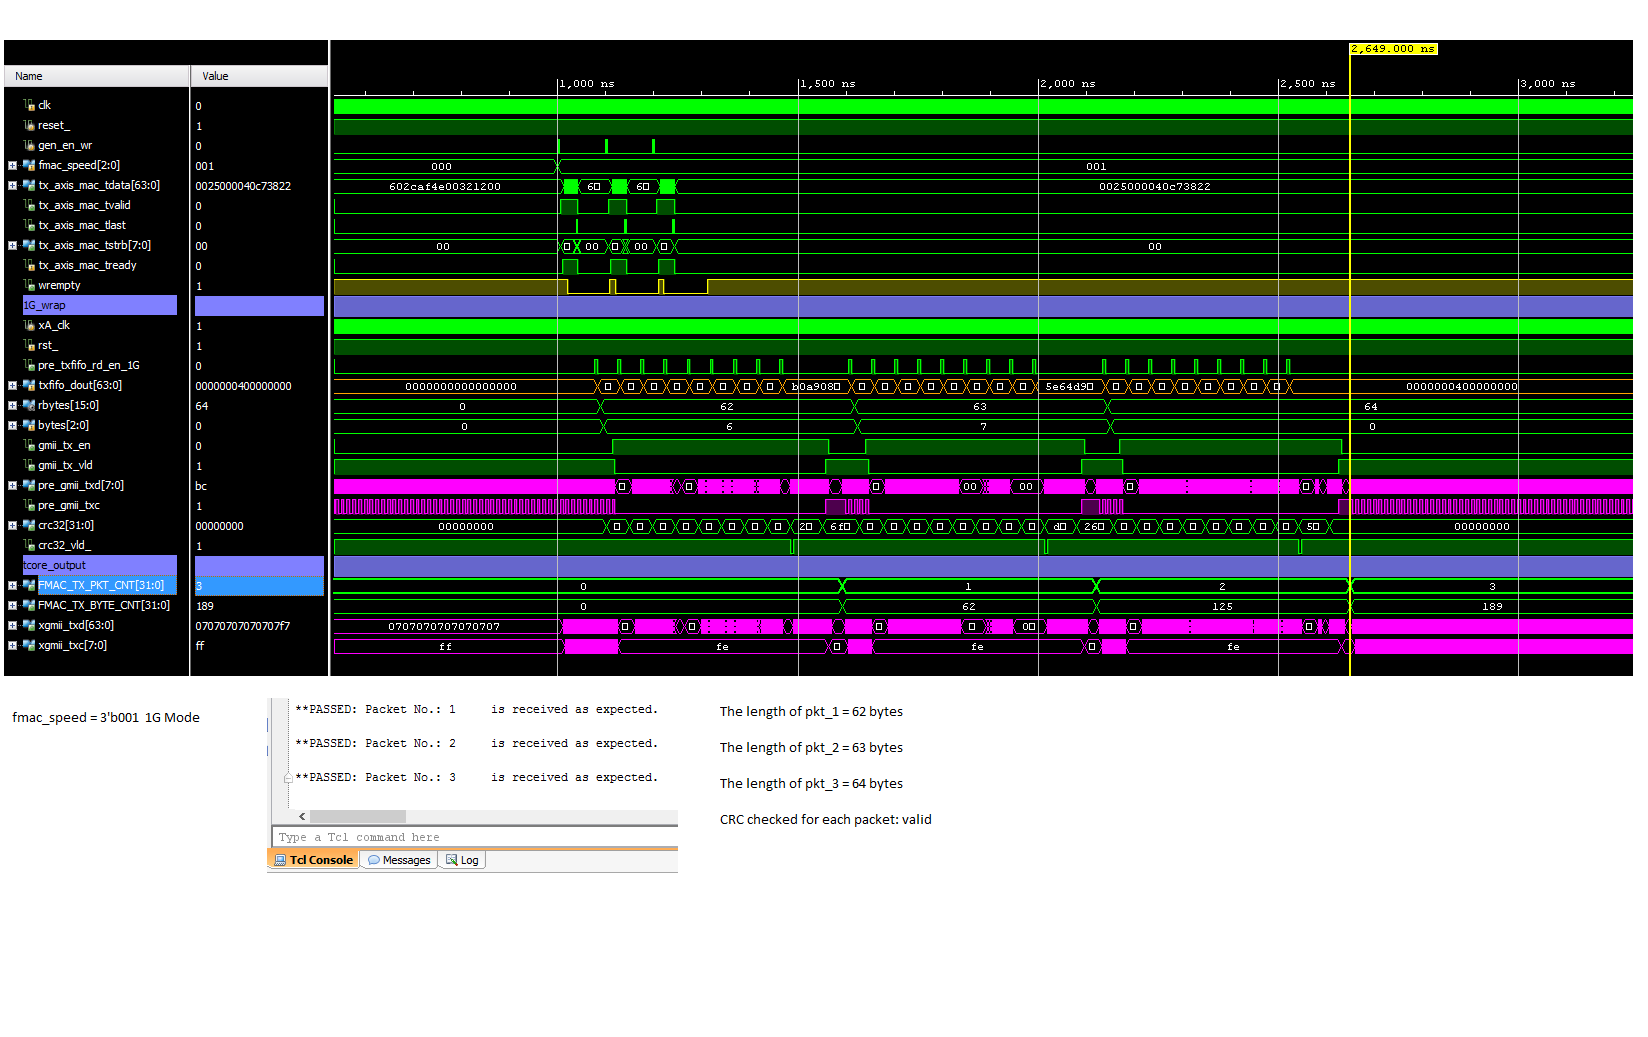 2,649.000 ns
Name Value
1,000 ns 1,500 ns 2,000 ns 2,500 ns 3,000 ns
clk 0
reset_ 1
gen_en_wr 0
fmac_speed[2:0] 001 000 001
tx_axis_mac_tdata[63:0] 0025000040c73822 602caf4e00321200 6 6 0025000040c73822
tx_axis_mac_tvalid 0
tx_axis_mac_tlast 0
tx_axis_mac_tstrb[7:0] 00 00 00 00 00
tx_axis_mac_tready 0
wrempty 1
1G_wrap
xA_clk 1
rst_ 1
pre_txfifo_rd_en_1G 0
txfifo_dout[63:0] 0000000400000000 0000000000000000 b0a908 5e64d9 0000000400000000
rbytes[15:0] 64 0 62 63 64
bytes[2:0] 0 0 6 7 0
gmii_tx_en 0
gmii_tx_vld 1
pre_gmii_txd[7:0] bc 00 00
pre_gmii_txc 1
crc32[31:0] 00000000 00000000 2 6f d 26 5 00000000
crc32_vld_ 1
tcore_output
FMAC_TX_PKT_CNT[31:0] 3 0 1 2 3
FMAC_TX_BYTE_CNT[31:0] 189 0 62 125 189
xgmii_txd[63:0] 07070707070707f7 0707070707070707 00
xgmii_txc[7:0] ff ff fe fe fe
fmac_speed = 3'b001 1G Mode
**PASSED: Packet No.: 1 is received as expected.
**PASSED: Packet No.: 2 is received as expected.
**PASSED: Packet No.: 3 is received as expected.
Type a Tcl command here
Tcl Console Messages Log
The length of pkt_1 = 62 bytes
The length of pkt_2 = 63 bytes
The length of pkt_3 = 64 bytes
CRC checked for each packet: valid